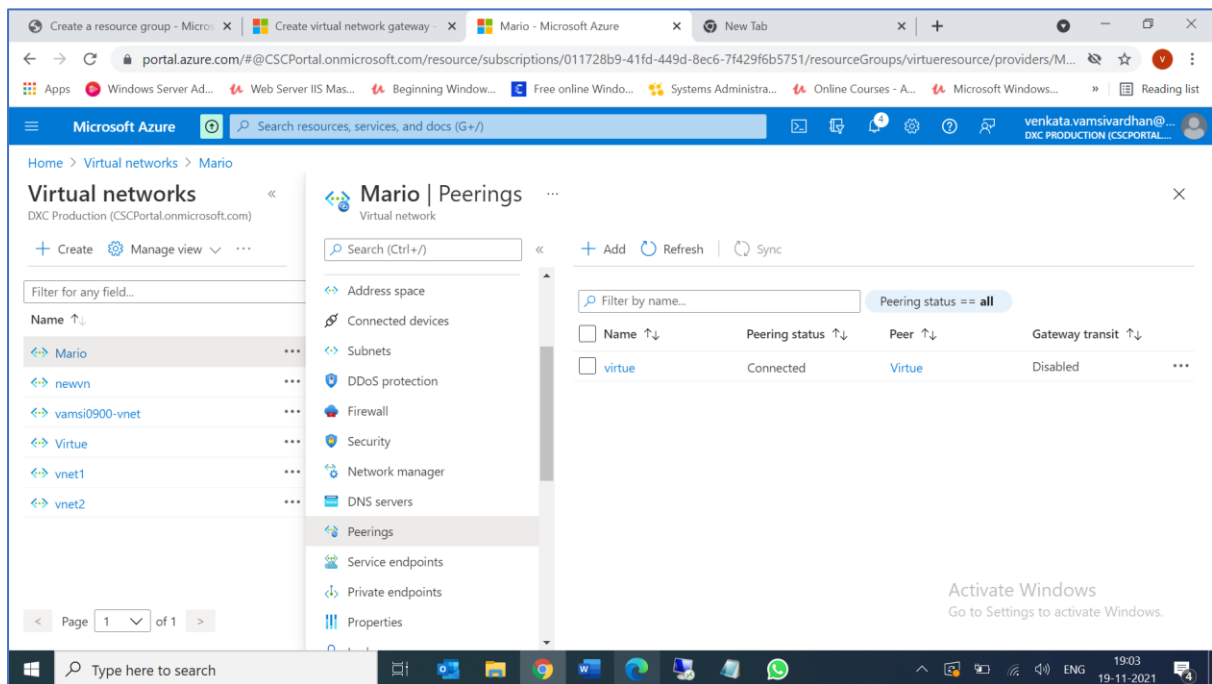 Create a resource group - Micros
Create virtual network gateway -
Mario - Microsoft Azure
New Tab
portal.azure.com/#@CSCPortal.onmicrosoft.com/resource/subscriptions/011728b9-41fd-449d-8ec6-7f429f6b5751/resourceGroups/virtueresource/providers/M...
V
Apps
Windows Server Ad...
Web Server IIS Mas...
Beginning Window...
Free online Windo...
Systems Administra...
Online Courses - A...
Microsoft Windows...
»
Reading list
Microsoft Azure
Search resources, services, and docs (G+/)
4
venkata.vamsivardhan@...
DXC PRODUCTION (CSCPORTAL....
Home > Virtual networks > Mario
Virtual networks
«
DXC Production (CSCPortal.onmicrosoft.com)
+ Create
Manage view
...
Filter for any field...
Name ↑↓
Mario ...
newvn ...
vamsi0900-vnet ...
Virtue ...
vnet1 ...
vnet2 ...
< Page 1 of 1 >
Mario | Peerings ...
Virtual network
Search (Ctrl+/)
«
Address space
Connected devices
Subnets
DDoS protection
Firewall
Security
Network manager
DNS servers
Peerings
Service endpoints
Private endpoints
Properties
+ Add
Refresh
Sync
Filter by name...
Peering status == all
Name ↑↓ Peering status ↑↓ Peer ↑↓ Gateway transit ↑↓
virtue Connected Virtue Disabled ...
Activate Windows
Go to Settings to activate Windows.
Type here to search
ENG
19:03
19-11-2021
4